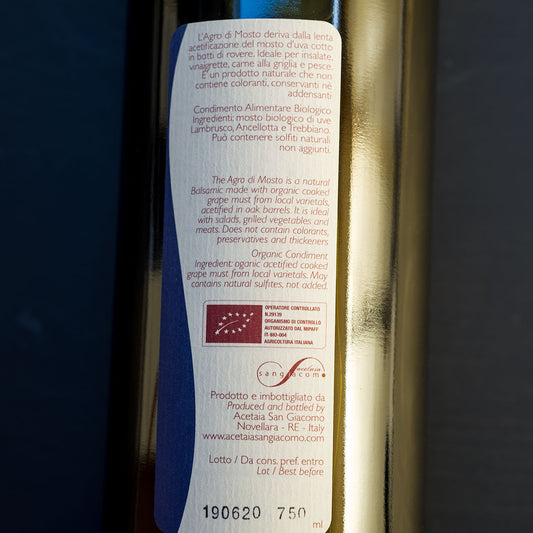 L'Agro di Mosto deriva dalla lenta
acetificazione del mosto d'uva cotto
in botti di rovere. Ideale per insalate,
vinaigrette, carne alla griglia e pesce.
E' un prodotto naturale che non
contiene coloranti, conservanti nè
addensanti
Condimento Alimentare Biologico
Ingredienti: mosto biologico di uve
Lambrusco, Ancellotta e Trebbiano.
Può contenere solfiti naturali
non aggiunti.
The Agro di Mosto is a natural
Balsamic made with organic cooked
grape must from local varietals,
acetified in oak barrels. It is ideal
with salads, grilled vegetables and
meats. Does not contain colorants,
preservatives and thickeners
Organic Condiment
Ingredient: oganic acetified cooked
grape must from local varietals. May
contains natural sulfites, not added.
OPERATORE CONTROLLATO
N.29139
ORGANISMO DI CONTROLLO
AUTORIZZATO DAL MIPAFF
IT-BIO-004
AGRICOLTURA ITALIANA
acetaia
sangiacomo
Prodotto e imbottigliato da
Produced and bottled by
Acetaia San Giacomo
Novellara - RE - Italy
www.acetaiasangiacomo.com
Lotto / Da cons. pref. entro
Lot / Best before
190620 750 ml